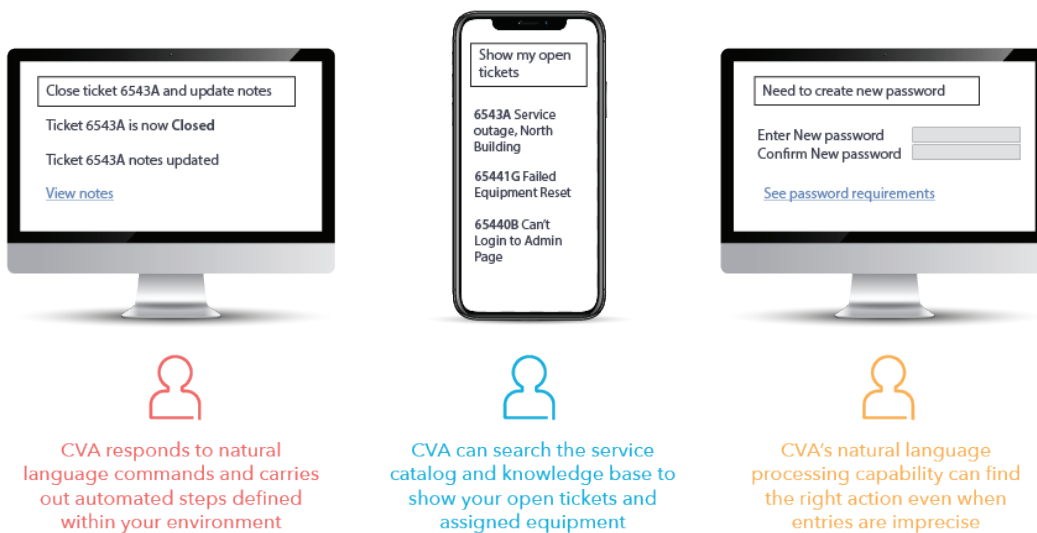 Close ticket 6543A and update notes
Ticket 6543A is now Closed
Ticket 6543A notes updated
View notes
Show my open
tickets
6543A Service
outage, North
Building
65441G Failed
Equipment Reset
65440B Can't
Login to Admin
Page
Need to create new password
Enter New password
Confirm New password
See password requirements
CVA responds to natural
language commands and carries
out automated steps defined
within your environment
CVA can search the service
catalog and knowledge base to
show your open tickets and
assigned equipment
CVA's natural language
processing capability can find
the right action even when
entries are imprecise